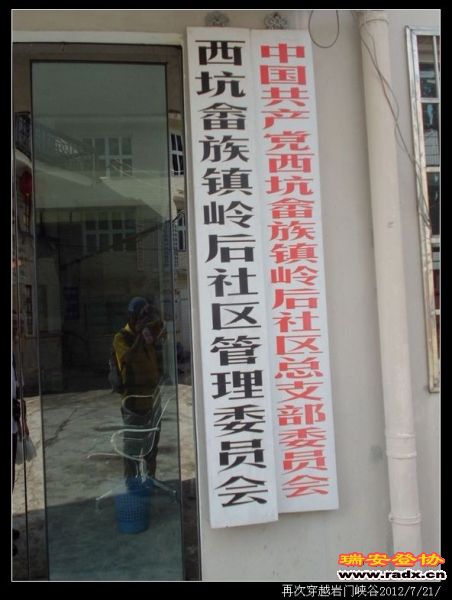 中国共产党西坑畲族镇岭后社区总支部委员会
西坑畲族镇岭后社区管理委员会
瑞安登协
www.radx.cn
再次穿越岩门峡谷2012/7/21/